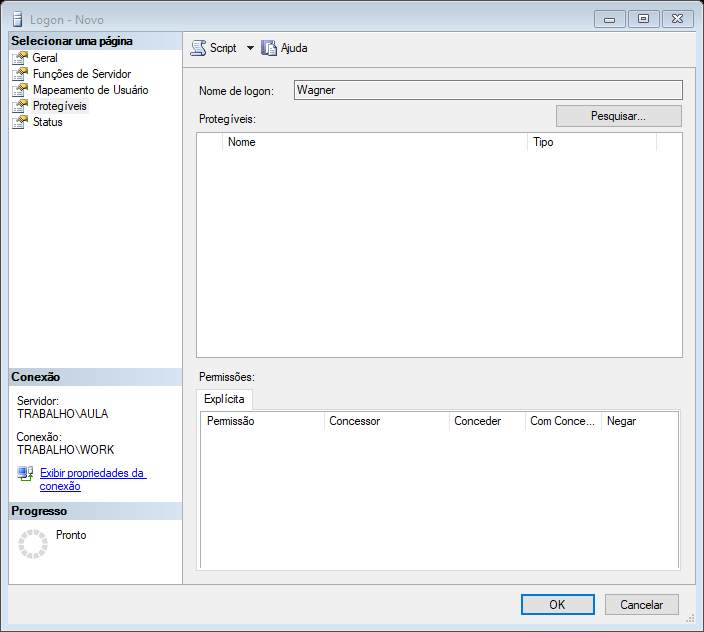 Logon - Novo
Selecionar uma página
Geral
Funções de Servidor
Mapeamento de Usuário
Protegíveis
Status
Script
Ajuda
Nome de logon:
Wagner
Protegíveis:
Pesquisar...
Nome
Tipo
Conexão
Servidor:
TRABALHO\AULA
Conexão:
TRABALHO\WORK
Exibir propriedades da
conexão
Progresso
Pronto
Permissões:
Explícita
Permissão
Concessor
Conceder
Com Conce...
Negar
OK
Cancelar